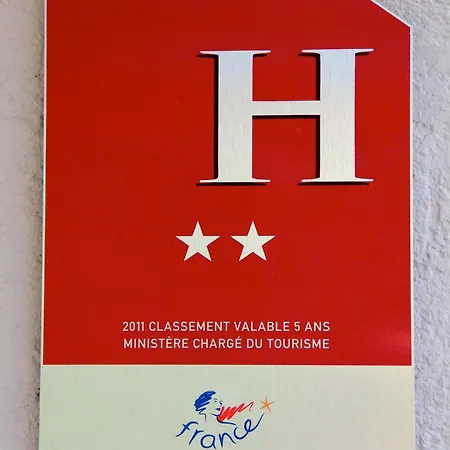 H
2011 CLASSEMENT VALABLE 5 ANS
MINISTÈRE CHARGÉ DU TOURISME
france